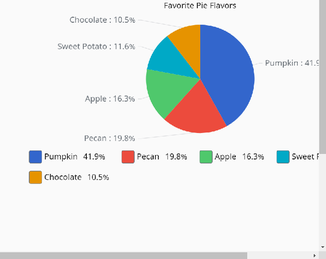 Favorite Pie Flavors
Chocolate : 10.5%
Sweet Potato : 11.6%
Pumpkin : 41.9
Apple : 16.3%
Pecan : 19.8%
Pumpkin 41.9% Pecan 19.8% Apple 16.3% Sweet
Chocolate 10.5%